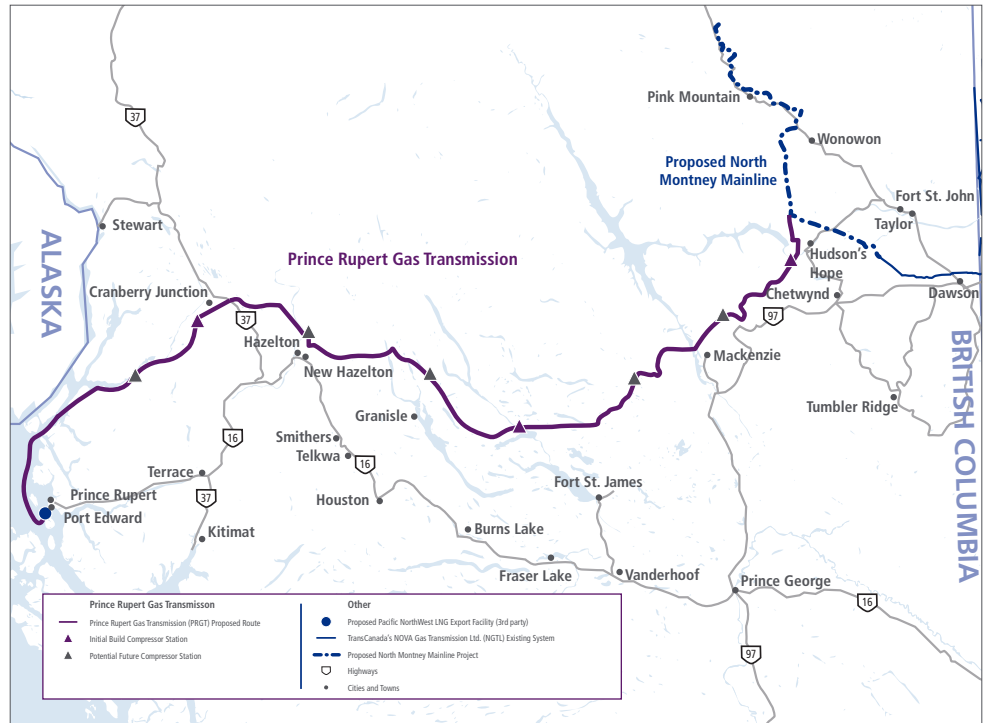 37
Pink Mountain
Wonowon
Proposed North
Montney Mainline
Fort St. John
Taylor
Stewart
ALASKA
Hudson's
Hope
Prince Rupert Gas Transmission
Cranberry Junction
Chetwynd
Dawson
37
97
Hazelton
New Hazelton
Mackenzie
BRITISH COLUMBIA
Granisle
Tumbler Ridge
16
Smithers
Telkwa
16
Terrace
Fort St. James
Prince Rupert
Port Edward
37
Houston
Kitimat
Burns Lake
Fraser Lake
Vanderhoof
Prince George
16
97
Prince Rupert Gas Transmisson
Prince Rupert Gas Transmission (PRGT) Proposed Route
Initial Build Compressor Station
Potential Future Compressor Station
Other
Proposed Pacific NorthWest LNG Export Facility (3rd party)
TransCanada's NOVA Gas Transmission Ltd. (NGTL) Existing System
Proposed North Montney Mainline Project
Highways
Cities and Towns